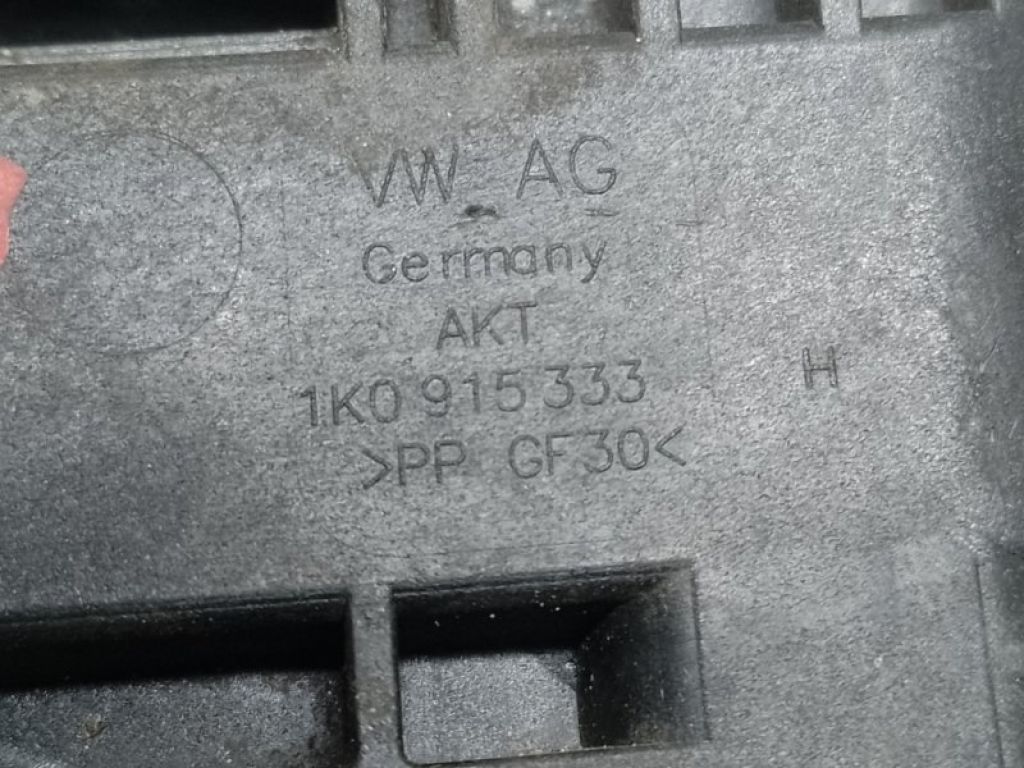 VW AG
Germany
AKT
1K0 915 333 H
>PP GF30<